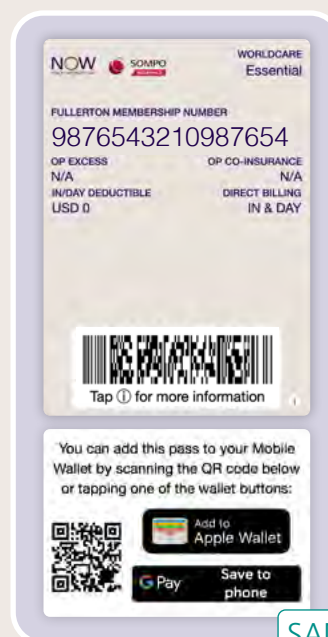 NOW SOMPO WORLDCARE
INSURANCE Essential
FULLERTON MEMBERSHIP NUMBER
9876543210987654
OP EXCESS OP CO-INSURANCE
N/A N/A
IN/DAY DEDUCTIBLE DIRECT BILLING
USD 0 IN & DAY
Tap ⓘ for more information
You can add this pass to your Mobile
Wallet by scanning the QR code below
or tapping one of the wallet buttons:
Add to
Apple Wallet
G Pay Save to
phone